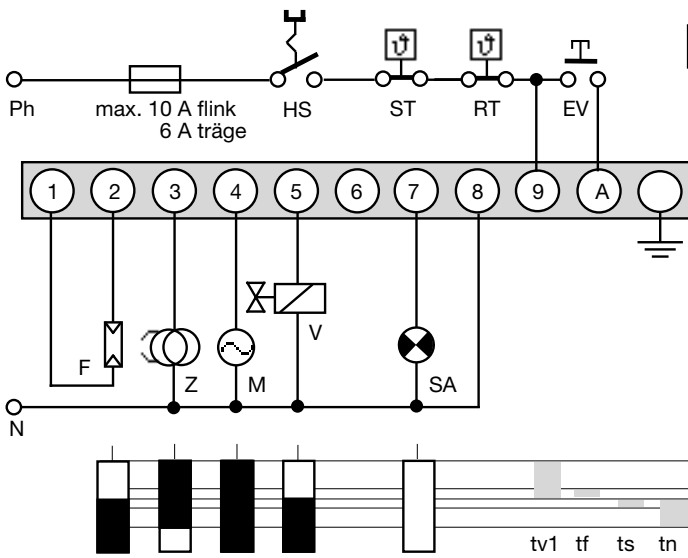 ϑ ϑ
Ph max. 10 A flink HS ST RT EV
6 A träge
1 2 3 4 5 6 7 8 9 A
F Z M V SA
N
tv1 tf ts tn